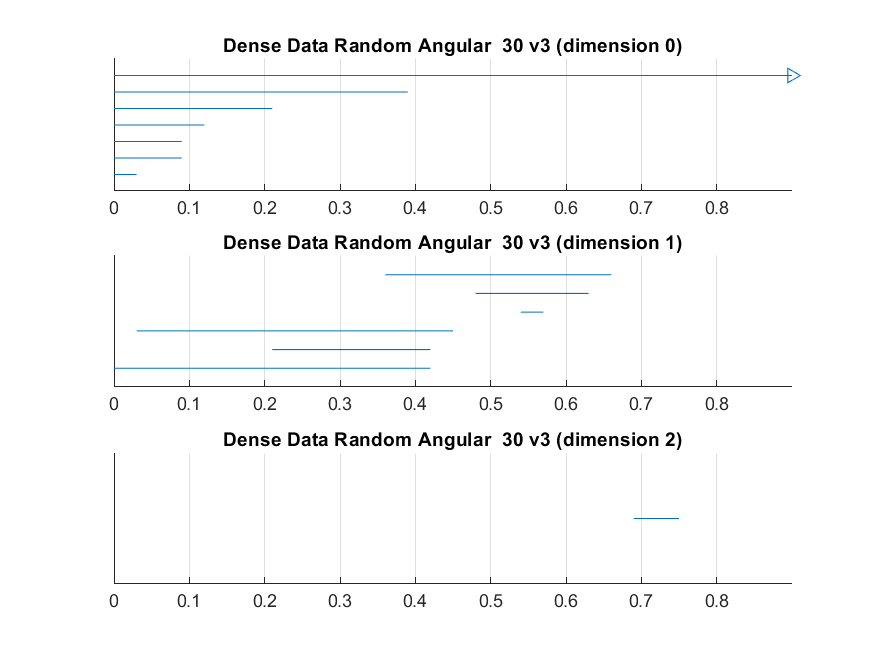 Dense Data Random Angular  30 v3 (dimension 0)
0 0.1 0.2 0.3 0.4 0.5 0.6 0.7 0.8
Dense Data Random Angular  30 v3 (dimension 1)
0 0.1 0.2 0.3 0.4 0.5 0.6 0.7 0.8
Dense Data Random Angular  30 v3 (dimension 2)
0 0.1 0.2 0.3 0.4 0.5 0.6 0.7 0.8